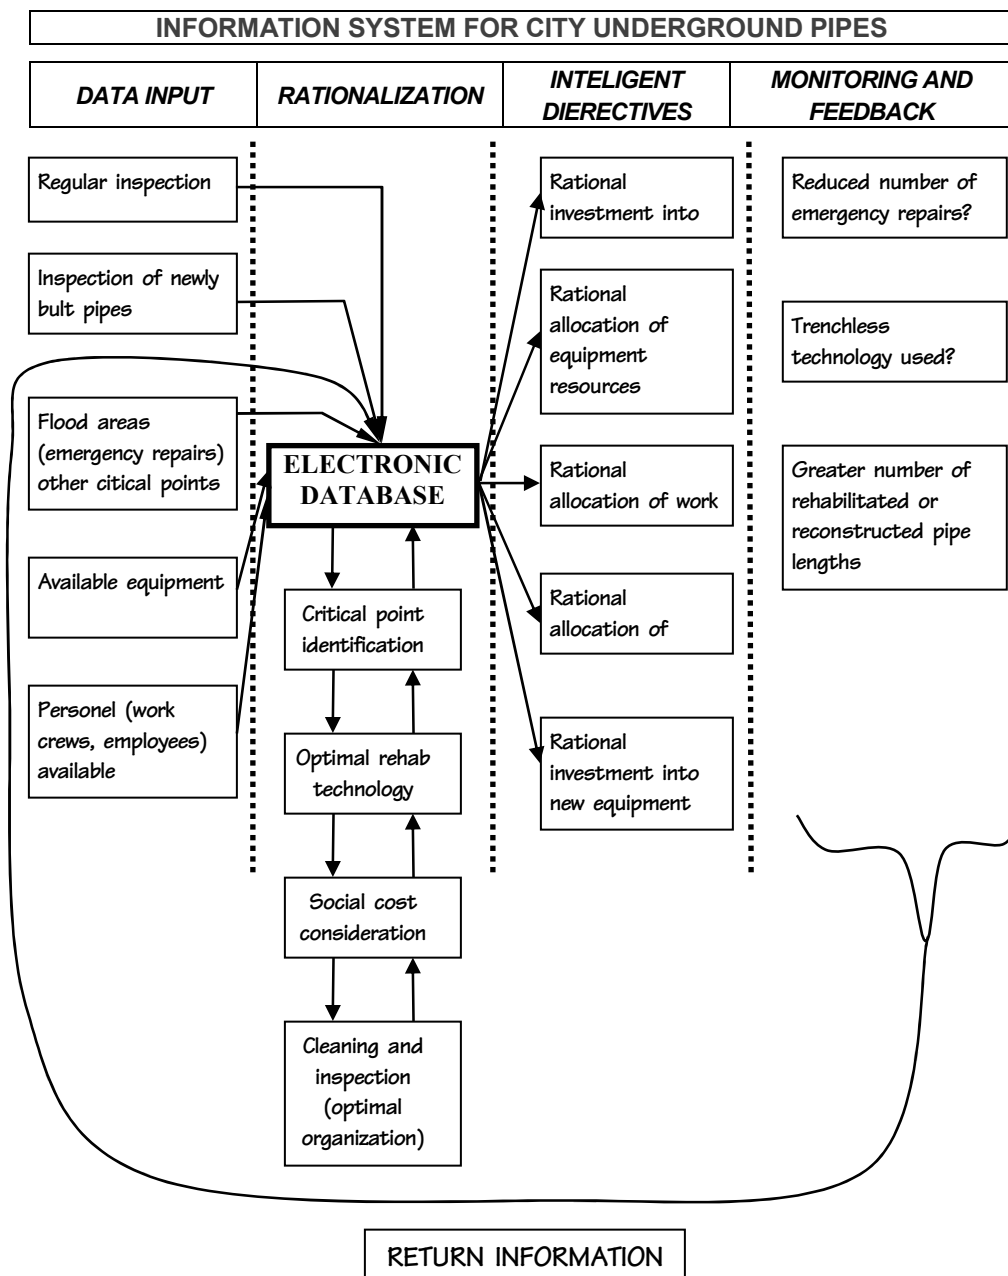 INFORMATION SYSTEM FOR CITY UNDERGROUND PIPES
DATA INPUT
RATIONALIZATION
INTELIGENT
DIERECTIVES
MONITORING AND
FEEDBACK
Regular inspection
Inspection of newly
bult pipes
Flood areas
(emergency repairs)
other citical points
Available equipment
Personel (work
crews, employees)
available
ELECTRONIC
DATABASE
Critical point
identification
Optimal rehab
technology
Social cost
consideration
Cleaning and
inspection
(optimal
organization)
Rational
investment into
Rational
allocation of
equipment
resources
Rational
allocation of work
Rational
allocation of
Rational
investment into
new equipment
Reduced number of
emergency repairs?
Trenchless
technology used?
Greater number of
rehabilitated or
reconstructed pipe
lengths
RETURN INFORMATION